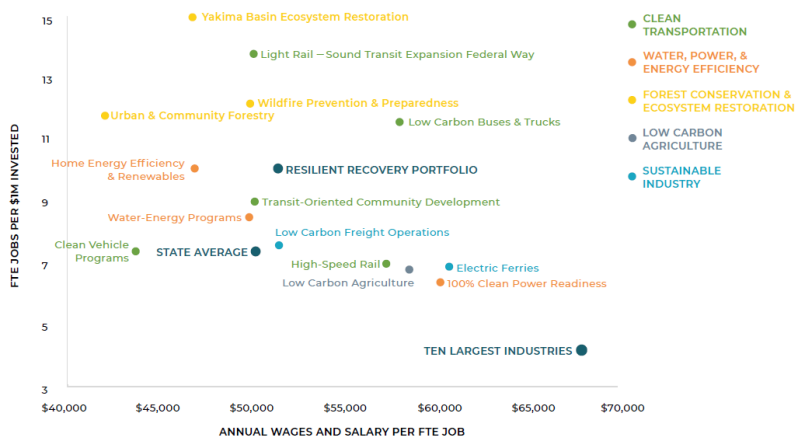 15
Yakima Basin Ecosystem Restoration
CLEAN
TRANSPORTATION
Light Rail – Sound Transit Expansion Federal Way
WATER, POWER, &
ENERGY EFFICIENCY
13
FOREST CONSERVATION &
ECOSYSTEM RESTORATION
Wildfire Prevention & Preparedness
Urban & Community Forestry
Low Carbon Buses & Trucks
LOW CARBON
AGRICULTURE
11
Home Energy Efficiency
& Renewables
RESILIENT RECOVERY PORTFOLIO
SUSTAINABLE
INDUSTRY
FTE JOBS PER $1M INVESTED
9
Transit-Oriented Community Development
Water-Energy Programs
Low Carbon Freight Operations
Clean Vehicle
Programs
STATE AVERAGE
7
High-Speed Rail
Electric Ferries
Low Carbon Agriculture
100% Clean Power Readiness
5
TEN LARGEST INDUSTRIES
3
$40,000
$45,000
$50,000
$55,000
$60,000
$65,000
$70,000
ANNUAL WAGES AND SALARY PER FTE JOB